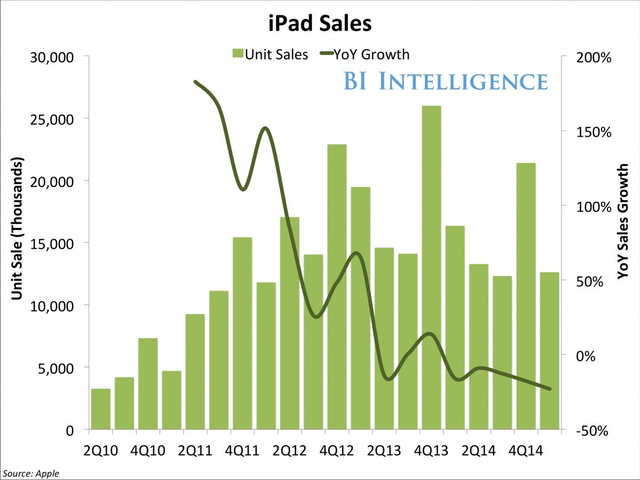 iPad Sales
Unit Sales YoY Growth
BI INTELLIGENCE
Unit Sale (Thousands)
30,000
25,000
20,000
15,000
10,000
5,000
0
200%
150%
100%
50%
0%
-50%
YoY Sales Growth
2Q10 4Q10 2Q11 4Q11 2Q12 4Q12 2Q13 4Q13 2Q14 4Q14
Source: Apple